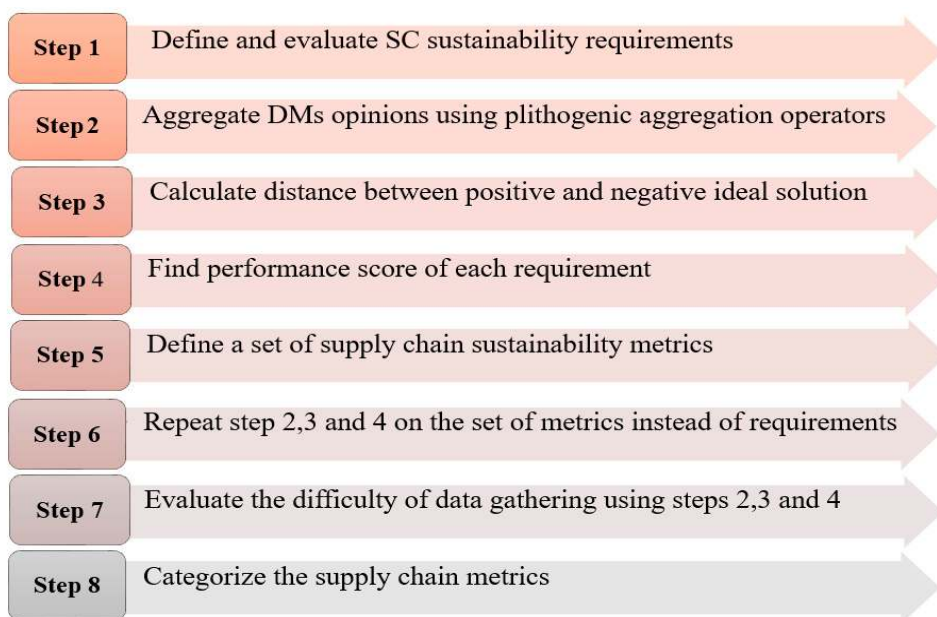 Step 1 Define and evaluate SC sustainability requirements
Step 2 Aggregate DMs opinions using plithogenic aggregation operators
Step 3 Calculate distance between positive and negative ideal solution
Step 4 Find performance score of each requirement
Step 5 Define a set of supply chain sustainability metrics
Step 6 Repeat step 2,3 and 4 on the set of metrics instead of requirements
Step 7 Evaluate the difficulty of data gathering using steps 2,3 and 4
Step 8 Categorize the supply chain metrics